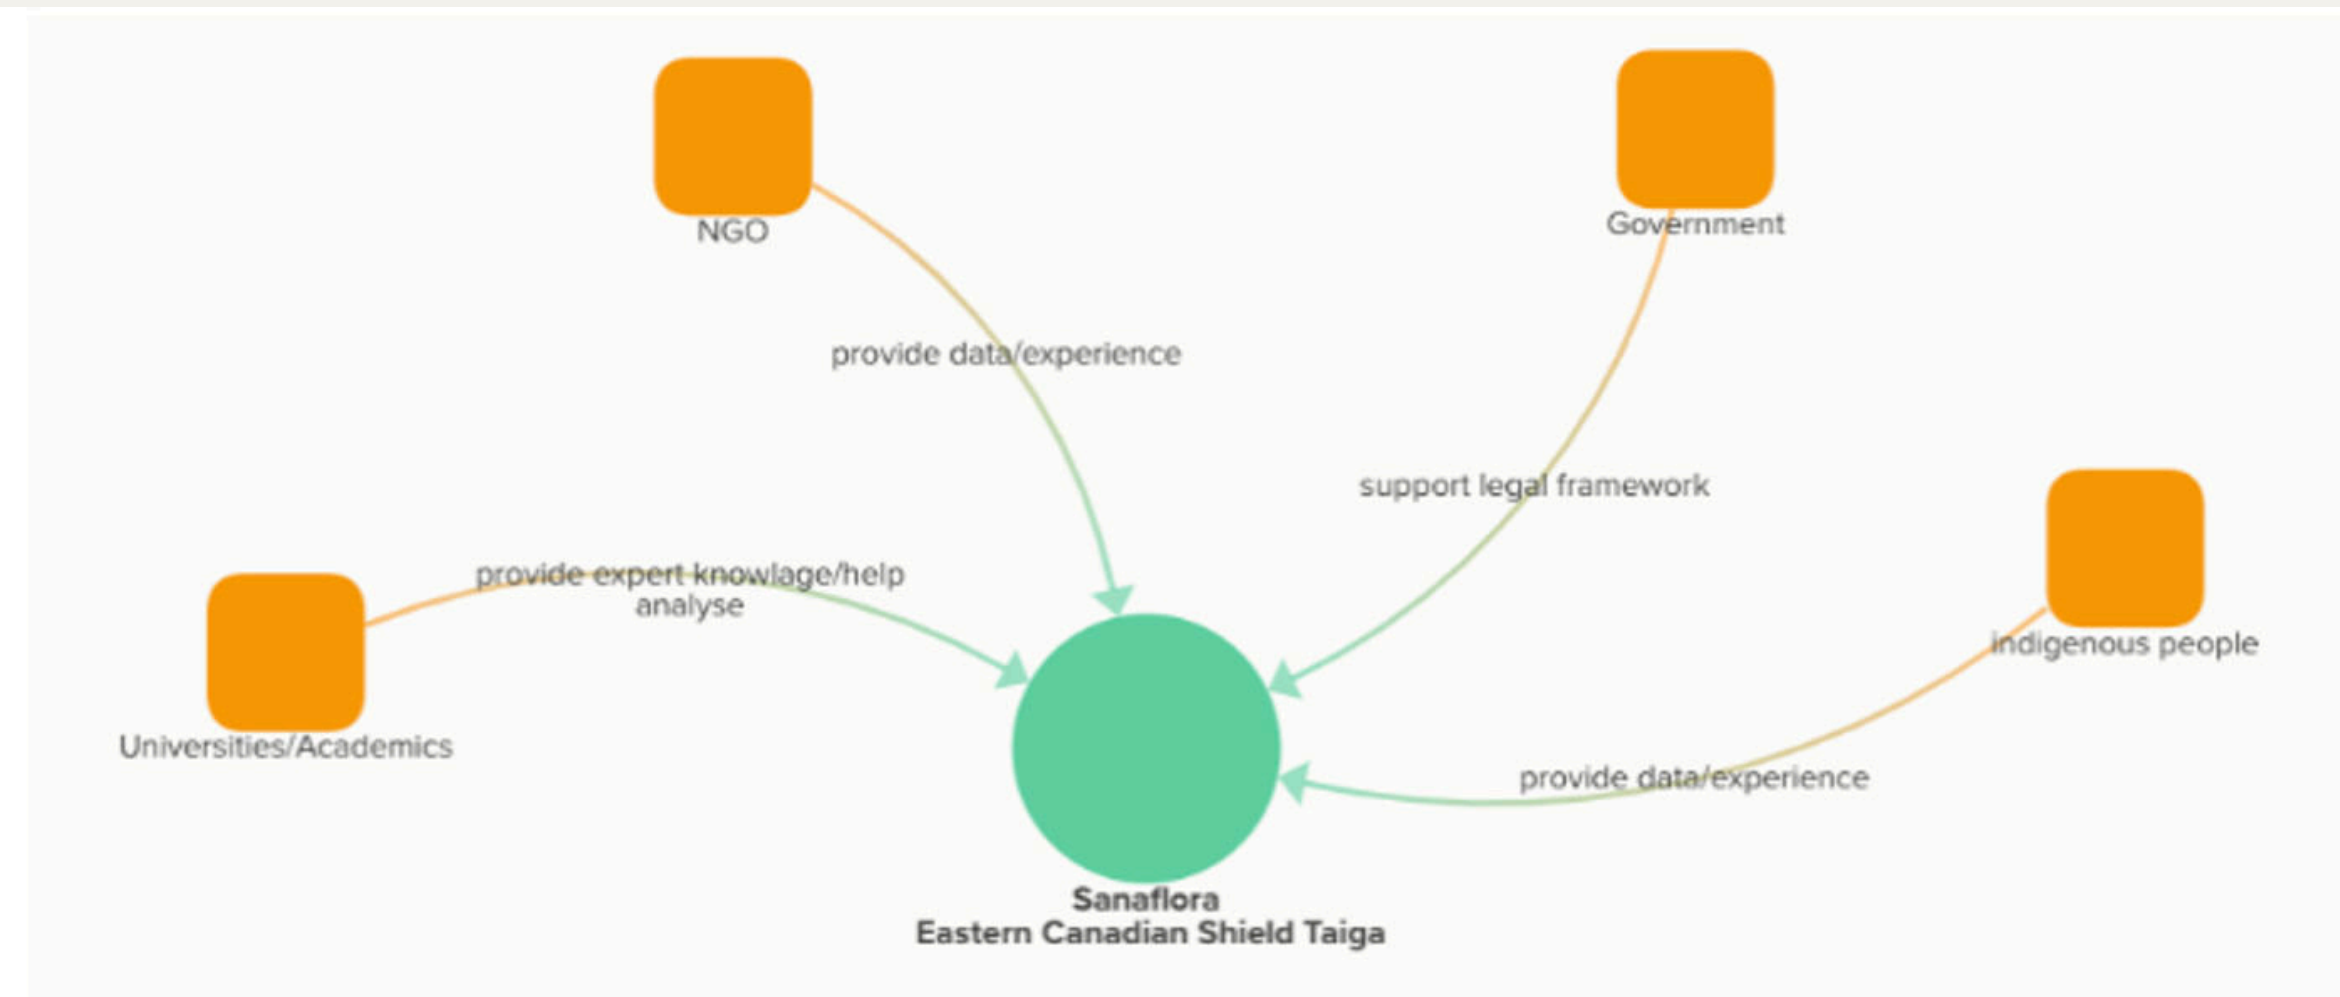 NGO
Government
provide data/experience
support legal framework
provide expert knowlage/help
analyse
indigenous people
Universities/Academics
provide data/experience
Sanaflora
Eastern Canadian Shield Taiga